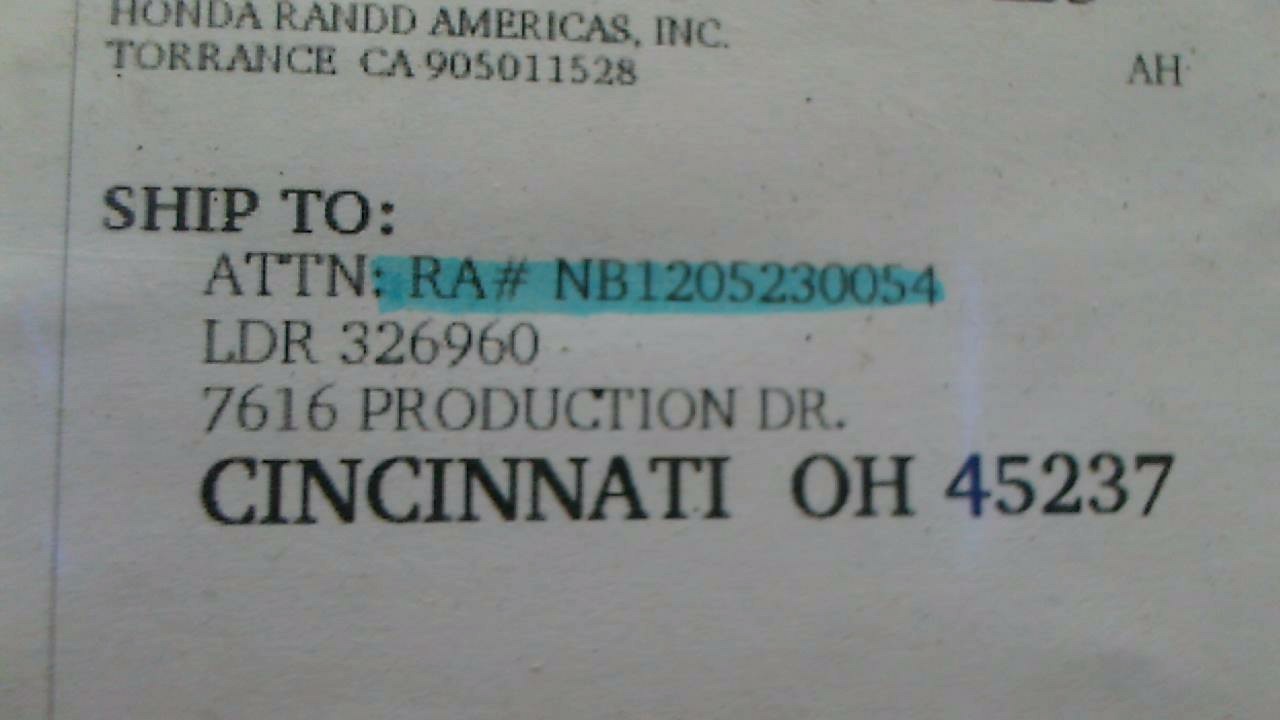 HONDA RANDD AMERICAS, INC.
TORRANCE CA 905011528
AH
SHIP TO:
ATTN: RA# NB1205230054
LDR 326960
7616 PRODUCTION DR.
CINCINNATI OH 45237